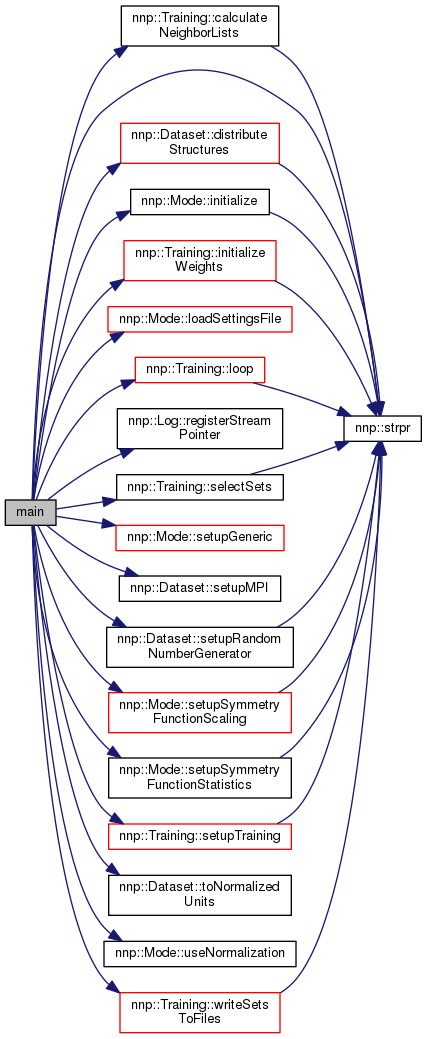 nnp::Training::calculate
NeighborLists
nnp::Dataset::distribute
Structures
nnp::Mode::initialize
nnp::Training::initialize
Weights
nnp::Mode::loadSettingsFile
nnp::Training::loop
nnp::Log::registerStream
Pointer
nnp::strpr
nnp::Training::selectSets
main
nnp::Mode::setupGeneric
nnp::Dataset::setupMPI
nnp::Dataset::setupRandom
NumberGenerator
nnp::Mode::setupSymmetry
FunctionScaling
nnp::Mode::setupSymmetry
FunctionStatistics
nnp::Training::setupTraining
nnp::Dataset::toNormalized
Units
nnp::Mode::useNormalization
nnp::Training::writeSets
ToFiles